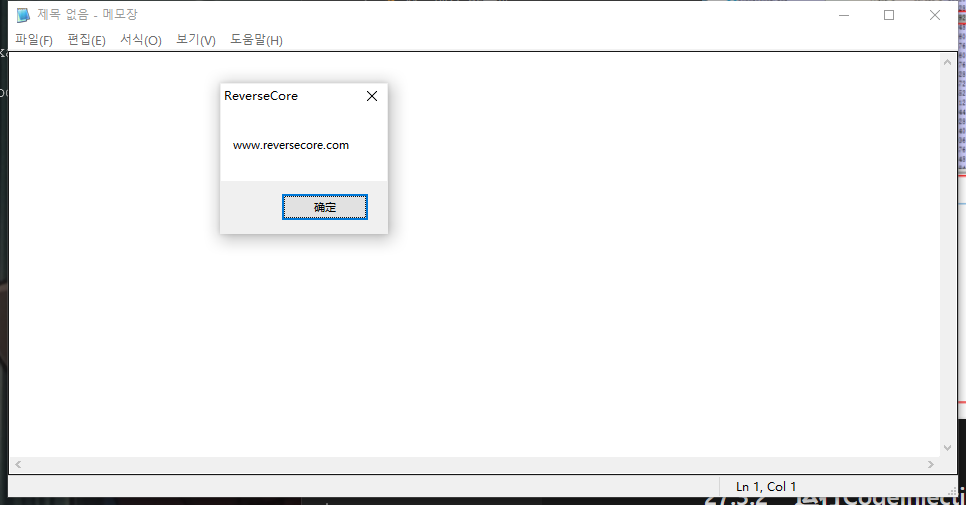 제목 없음 - 메모장
파일(F) 편집(E) 서식(O) 보기(V) 도움말(H)
ReverseCore
www.reversecore.com
确定
Ln 1, Col 1